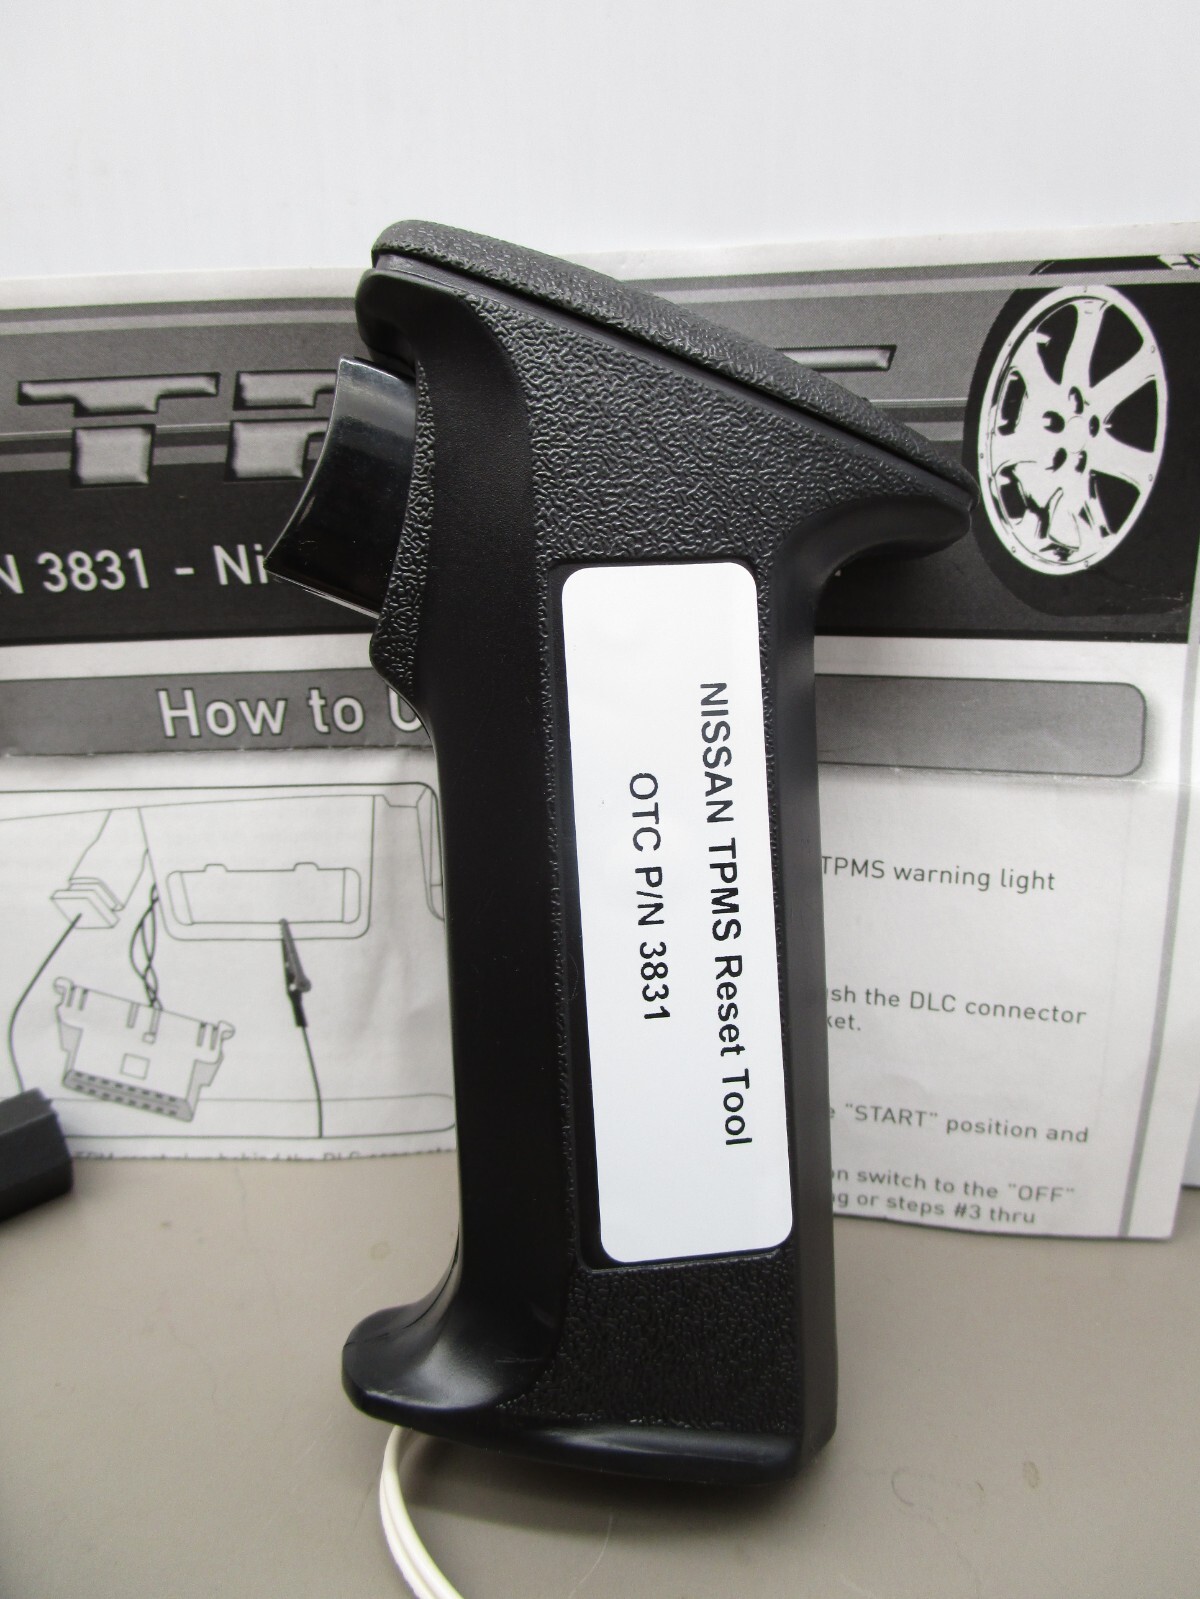 N 3831 - Ni
How to U
NISSAN TPMS Reset Tool
OTC P/N 3831
TPMS warning light
the DLC connector
"START" position and
switch to the "OFF"
or steps #3 thru